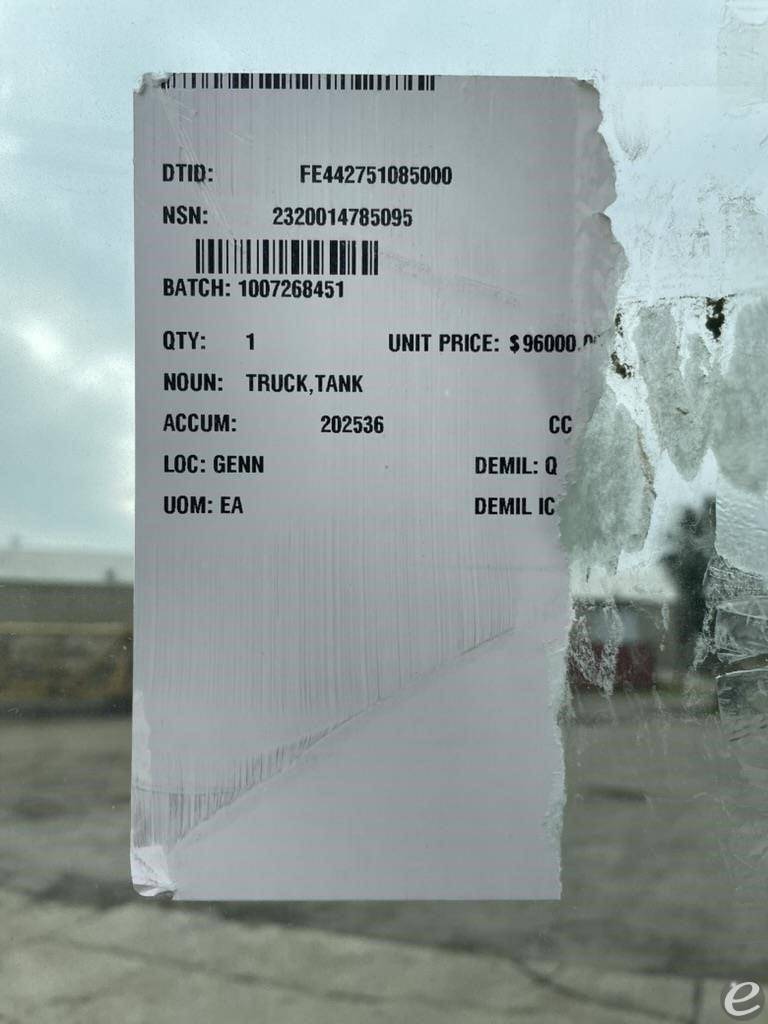 DTID: FE442751085000
NSN: 2320014785095
BATCH: 1007268451
QTY: 1 UNIT PRICE: $96000.0
NOUN: TRUCK,TANK
ACCUM: 202536 CC
LOC: GENN DEMIL: Q
UOM: EA DEMIL IC
e